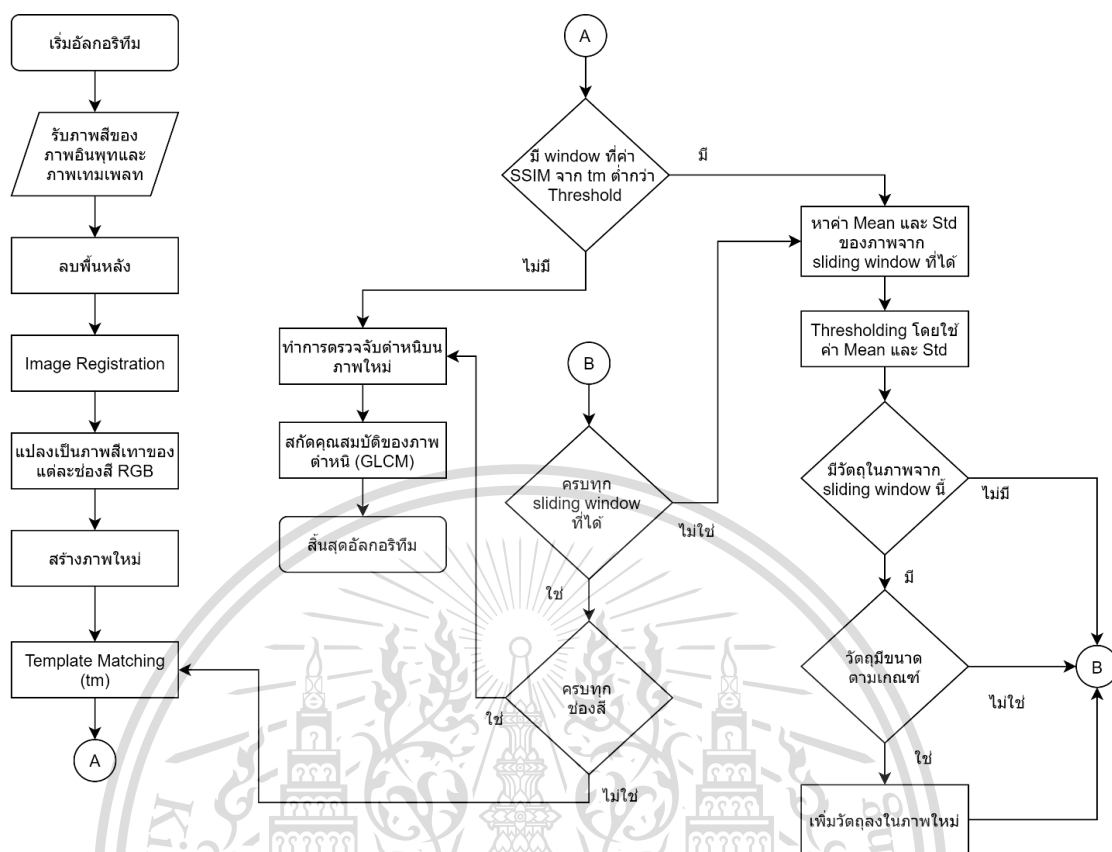 เริ่มอัลกอริทึม
รับภาพสีของ
ภาพอินพุทและ
ภาพเทมเพลท
ลบพื้นหลัง
Image Registration
แปลงเป็นภาพสีเทาของ
แต่ละช่องสี RGB
สร้างภาพใหม่
Template Matching
(tm)
A
A
มี window ที่ค่า
SSIM จาก tm ต่ำกว่า
Threshold
มี
ไม่มี
ทำการตรวจจับตำหนิบน
ภาพใหม่
สกัดคุณสมบัติของภาพ
ตำหนิ (GLCM)
สิ้นสุดอัลกอริทึม
B
ครบทุก
sliding window
ที่ได้
ไม่ใช่
ใช่
ครบทุก
ช่องสี
ใช่
ไม่ใช่
หาค่า Mean และ Std
ของภาพจาก
sliding window ที่ได้
Thresholding โดยใช้
ค่า Mean และ Std
มีวัตถุในภาพจาก
sliding window นี้
ไม่มี
มี
วัตถุมีขนาด
ตามเกณฑ์
ไม่ใช่
ใช่
B
เพิ่มวัตถุลงในภาพใหม่